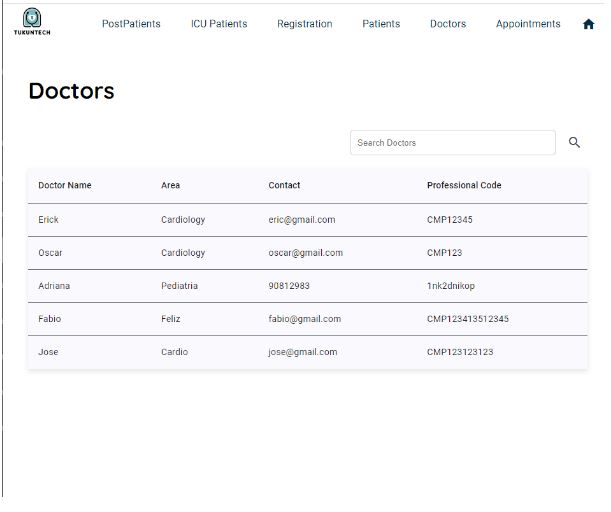 TUKUNTECH
PostPatients ICU Patients Registration Patients Doctors Appointments
Doctors
Search Doctors
Doctor Name Area Contact Professional Code
Erick Cardiology eric@gmail.com CMP12345
Oscar Cardiology oscar@gmail.com CMP123
Adriana Pediatria 90812983 1nk2dnikop
Fabio Feliz fabio@gmail.com CMP123413512345
Jose Cardio jose@gmail.com CMP123123123